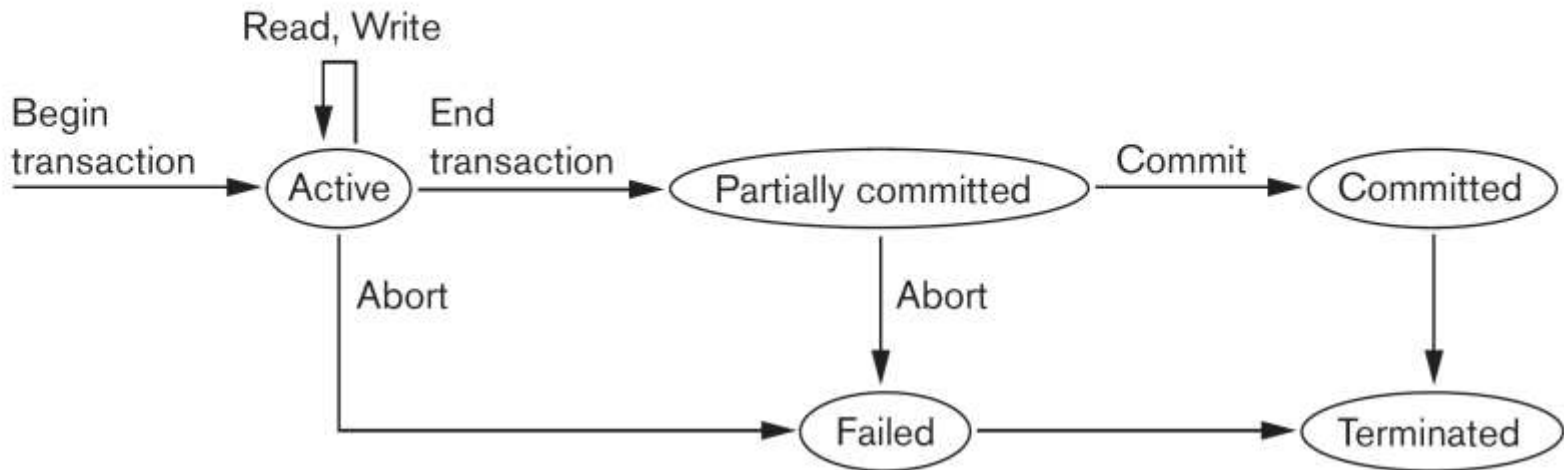 Read, Write
Begin
transaction
End
transaction
Active
Partially committed
Commit
Committed
Abort
Abort
Failed
Terminated